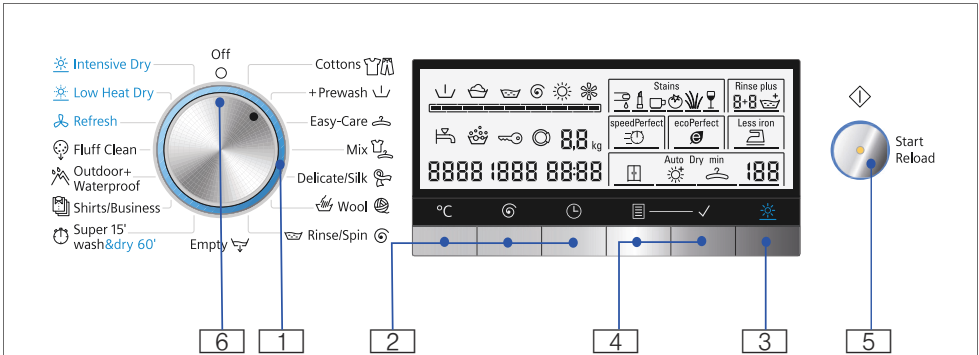 Off
Intensive Dry
Low Heat Dry
Refresh
Fluff Clean
Outdoor+
Waterproof
Shirts/Business
Super 15'
wash&dry 60'
Empty
Cottons
+Prewash
Easy-Care
Mix
Delicate/Silk
Wool
Rinse/Spin
Stains
Rinse plus
8+8
speedPerfect
ecoPerfect
Less iron
8.8 kg
Auto Dry min
8888 1888 88:88
188
°C
Start
Reload
6
1
2
4
3
5